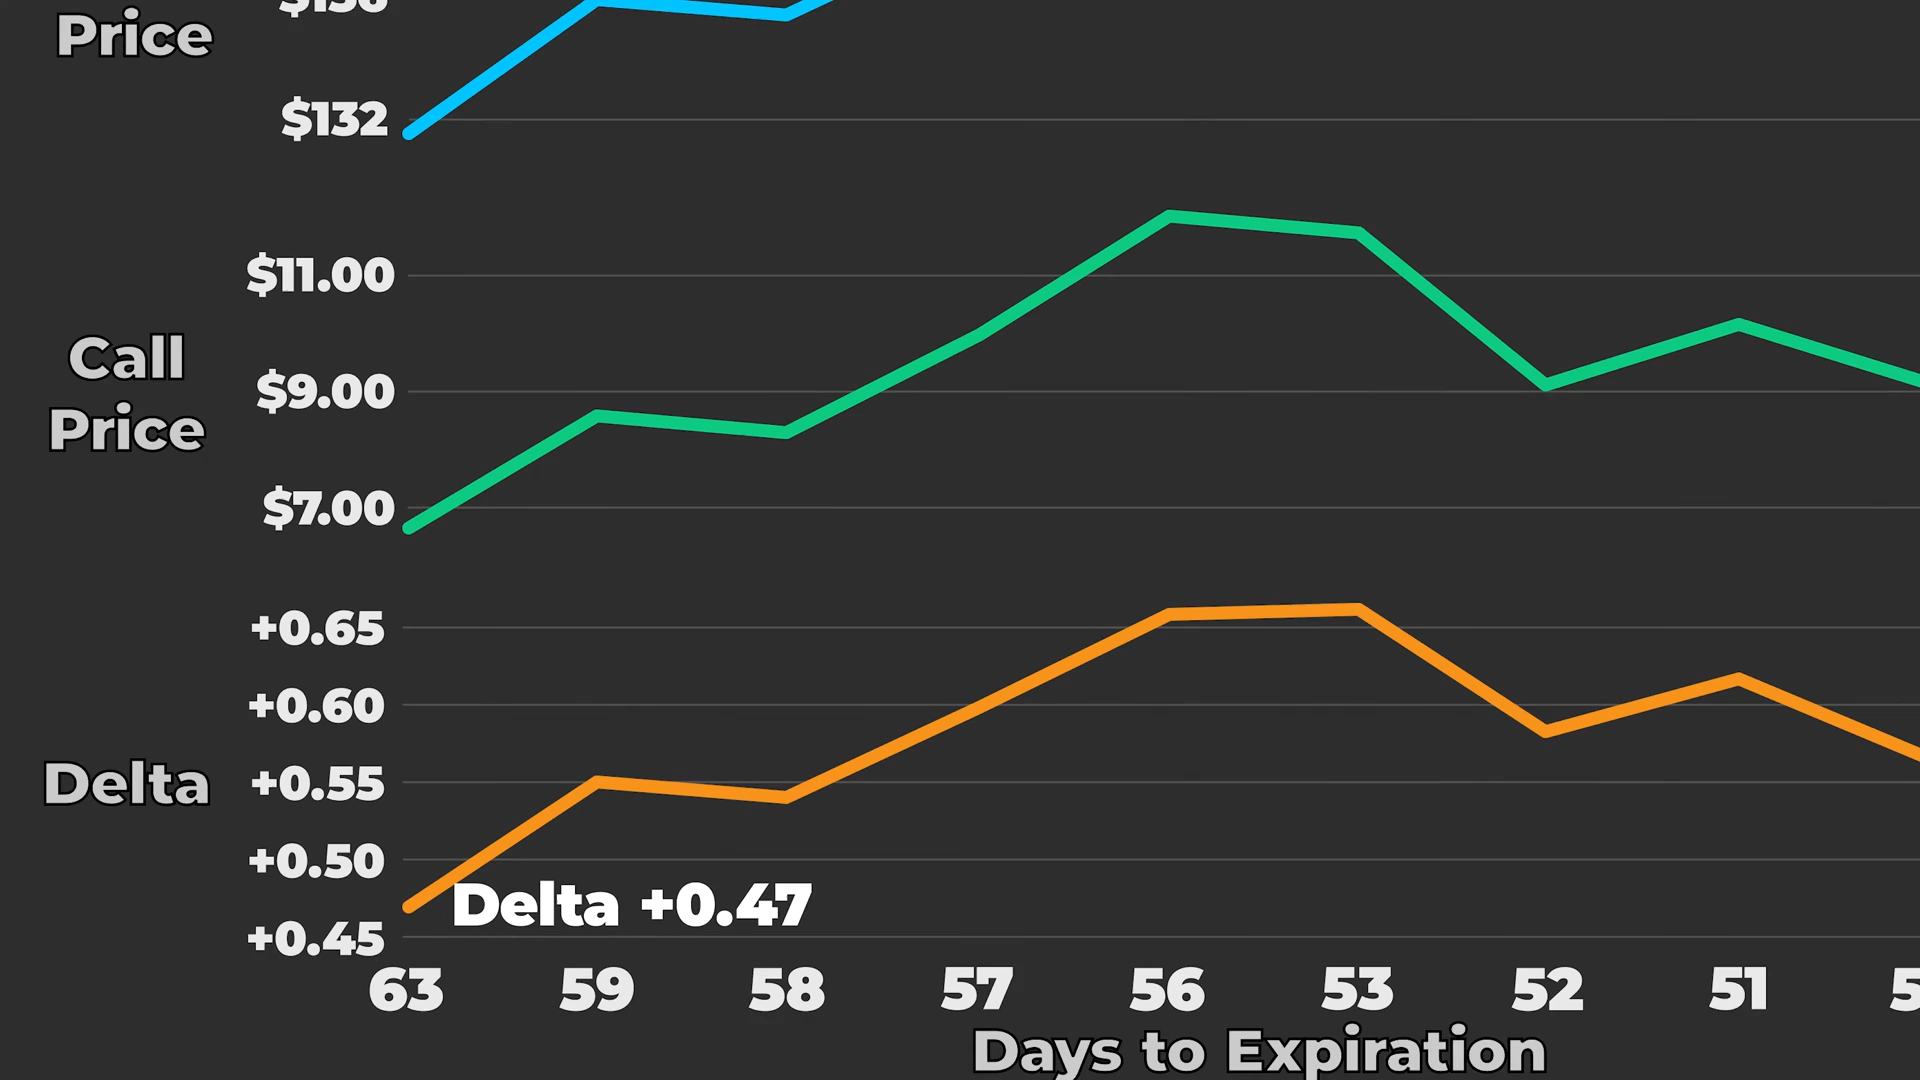 Price
$132
$11.00
Call
Price
$9.00
$7.00
+0.65
+0.60
Delta
+0.55
+0.50
Delta +0.47
+0.45
63 59 58 57 56 53 52 51
Days to Expiration